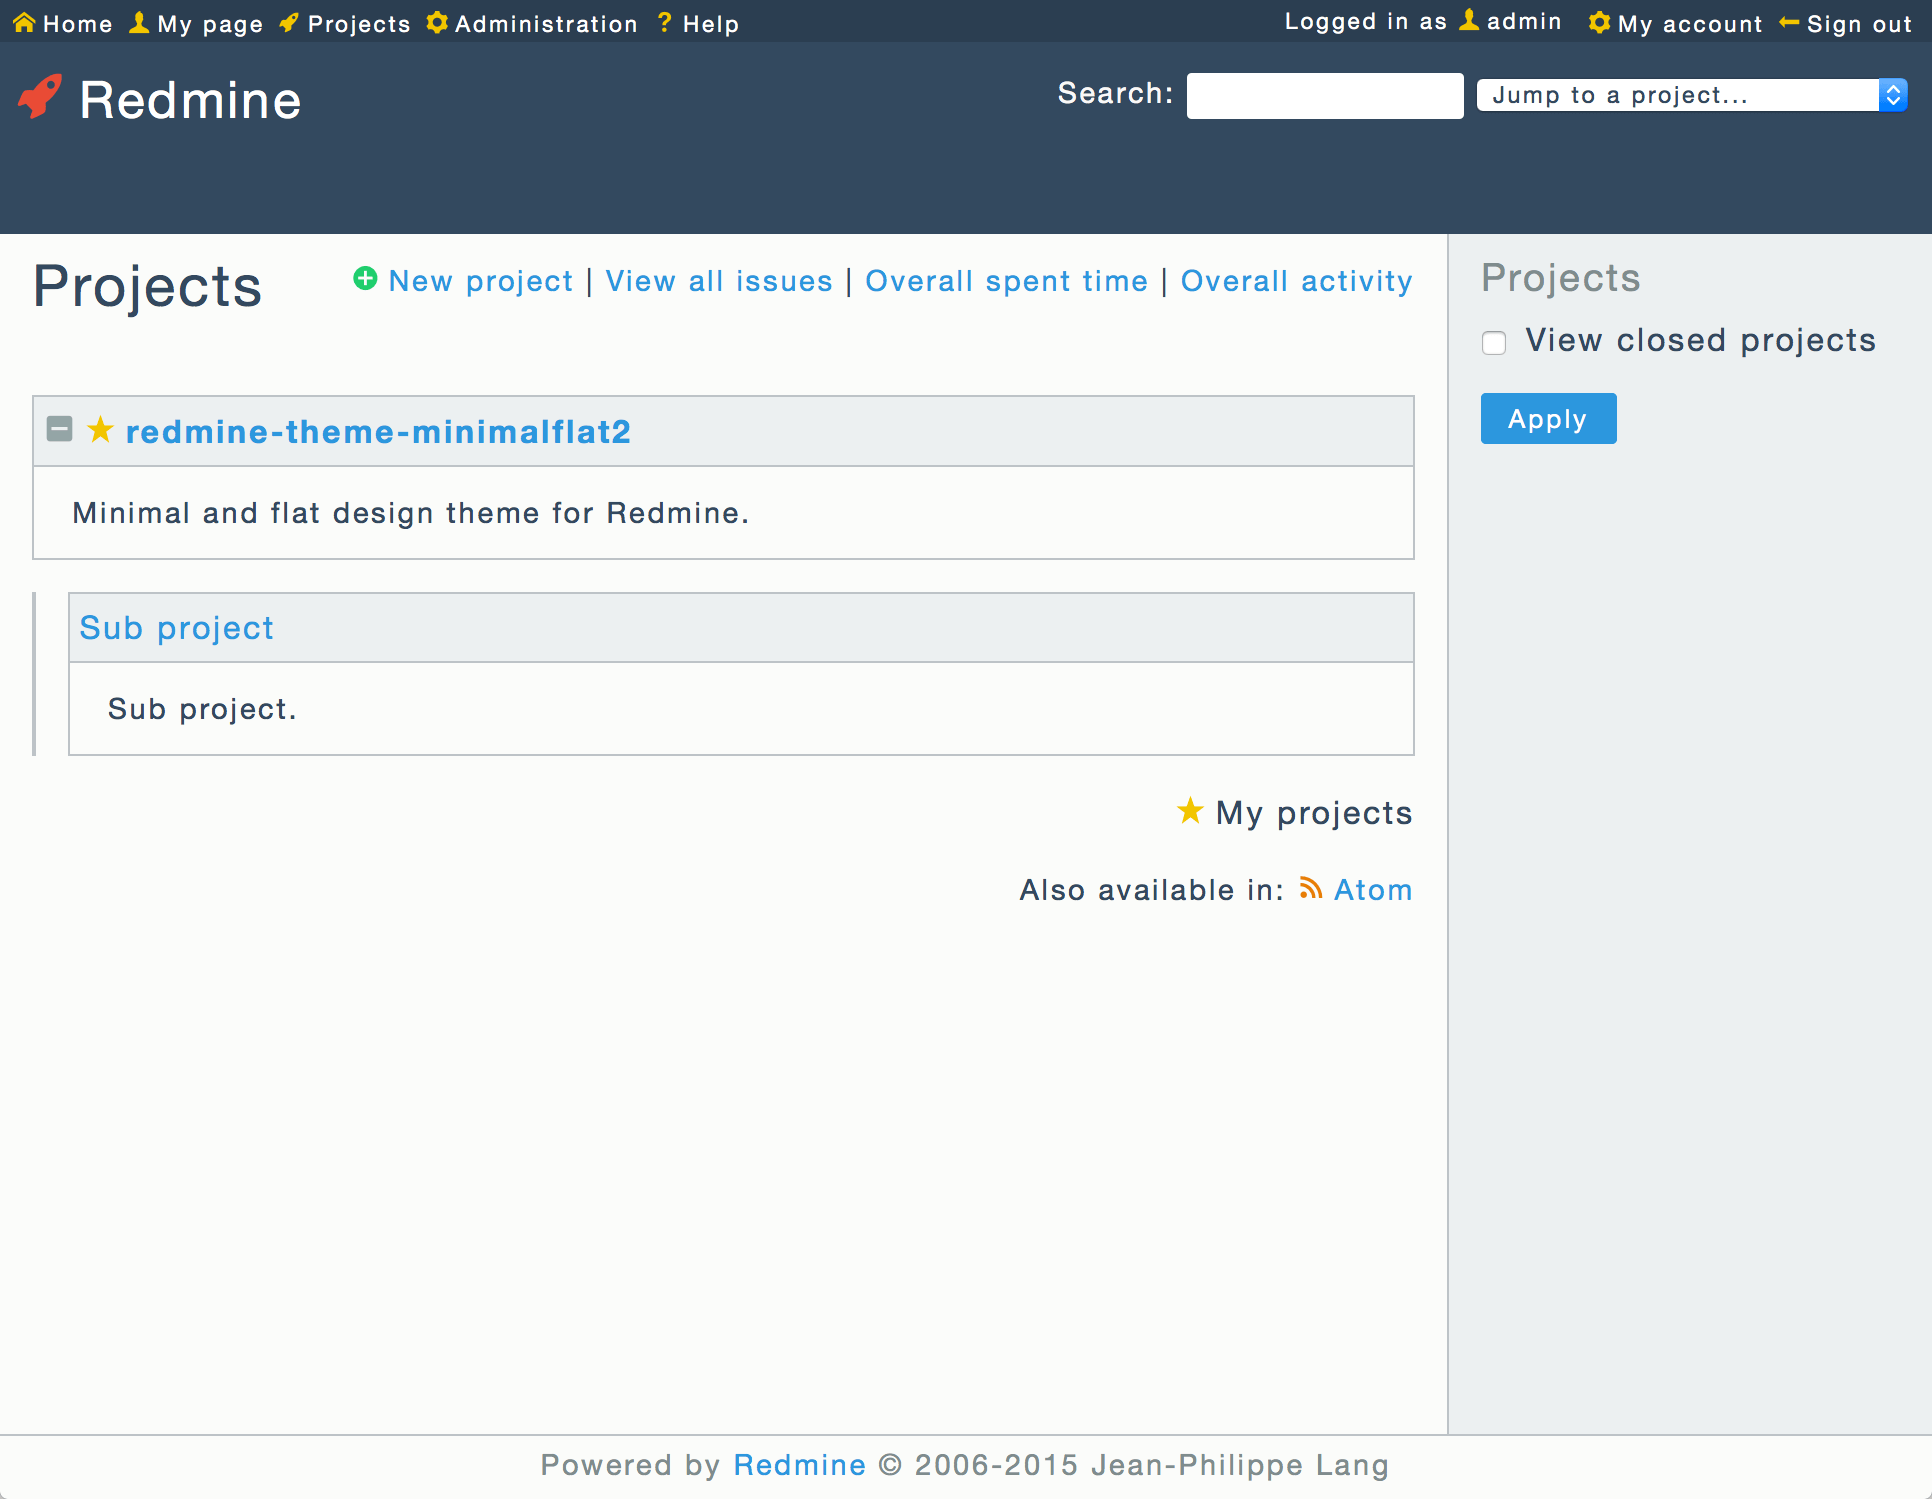 Home My page Projects Administration ? Help Logged in as admin My account Sign out
Redmine Search: Jump to a project...
Projects New project | View all issues | Overall spent time | Overall activity
redmine-theme-minimalflat2
Minimal and flat design theme for Redmine.
Sub project
Sub project.
My projects
Also available in: Atom
Projects
View closed projects
Apply
Powered by Redmine © 2006-2015 Jean-Philippe Lang